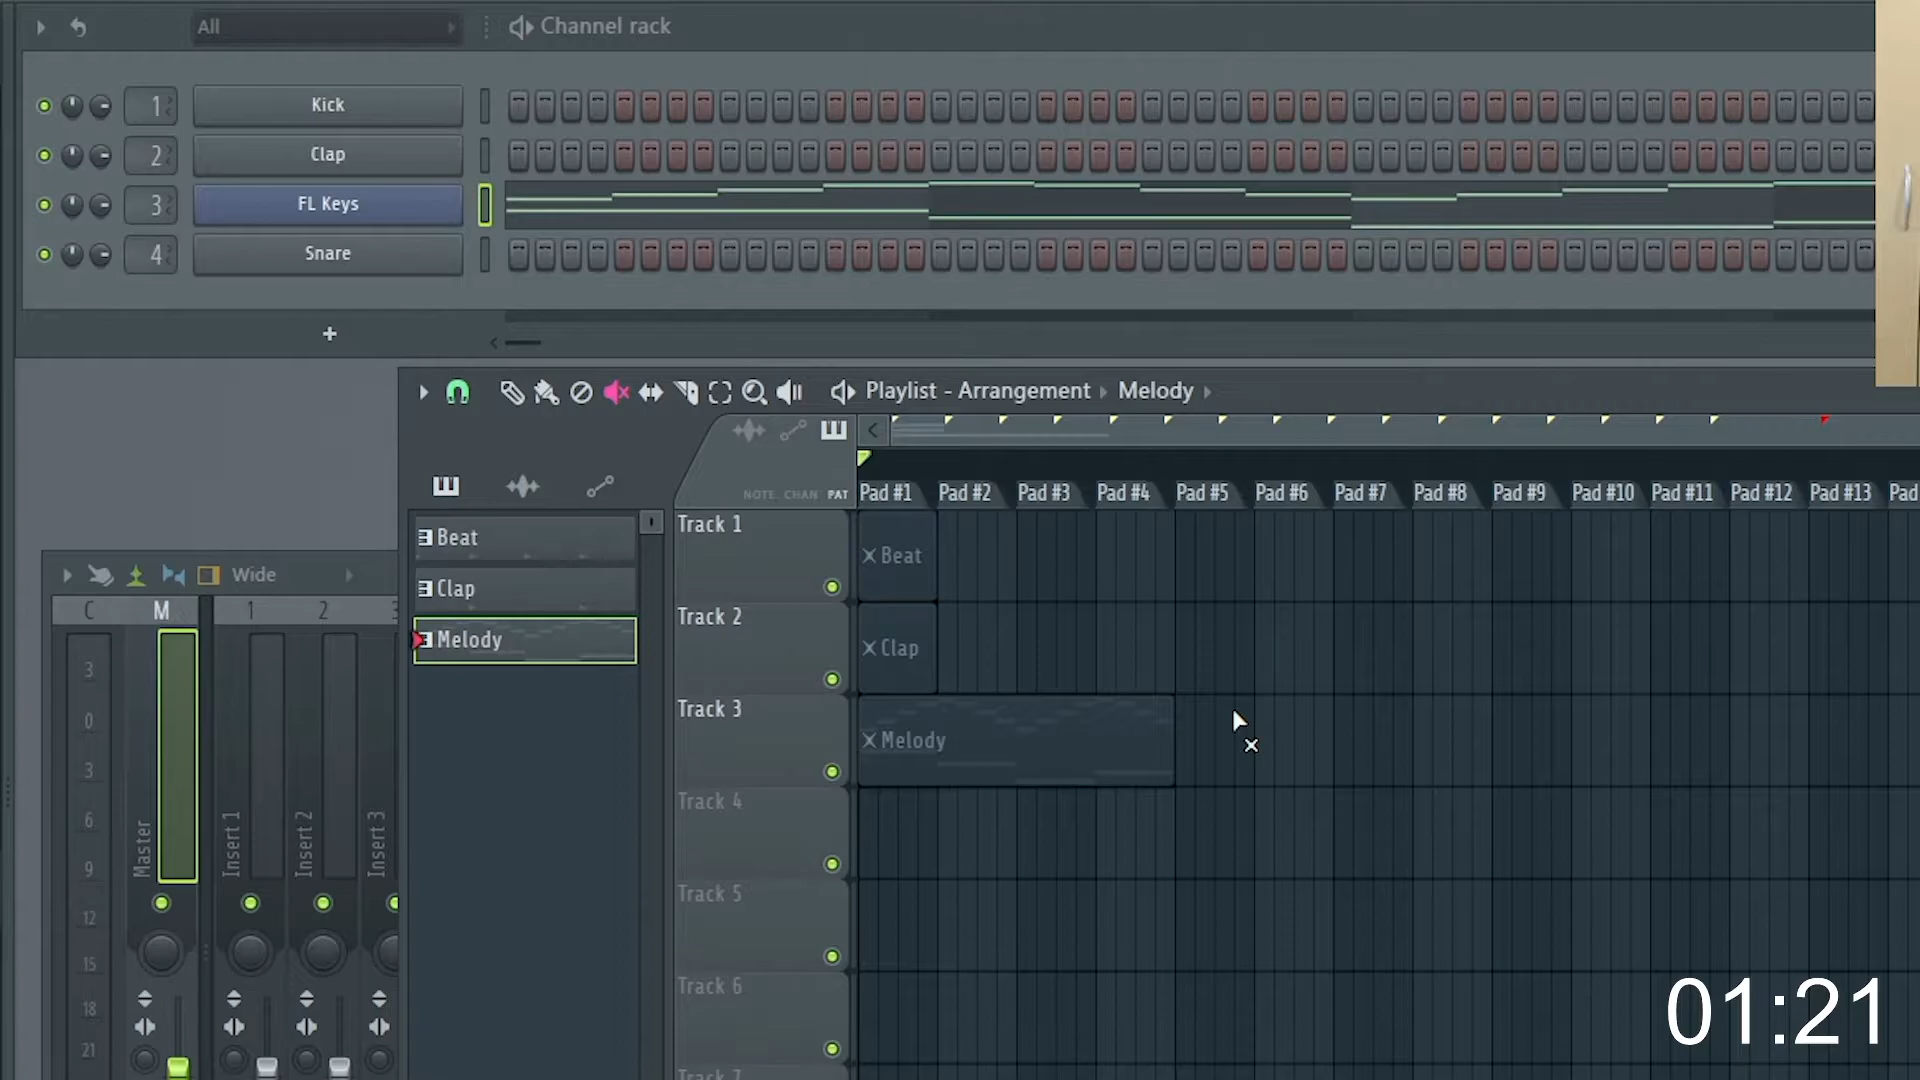 All
Channel rack
1 Kick
2 Clap
3 FL Keys
4 Snare
+
Playlist - Arrangement Melody
NOTE CHAN PAT
Pad #1 Pad #2 Pad #3 Pad #4 Pad #5 Pad #6 Pad #7 Pad #8 Pad #9 Pad #10 Pad #11 Pad #12 Pad #13 Pad
Beat
Clap
Melody
Track 1
Beat
Track 2
Clap
Track 3
Melody
Track 4
Track 5
Track 6
Track 7
Wide
C M 1 2 3
3
0
3
6
9
12
15
18
21
Master
Insert 1
Insert 2
Insert 3
01:21